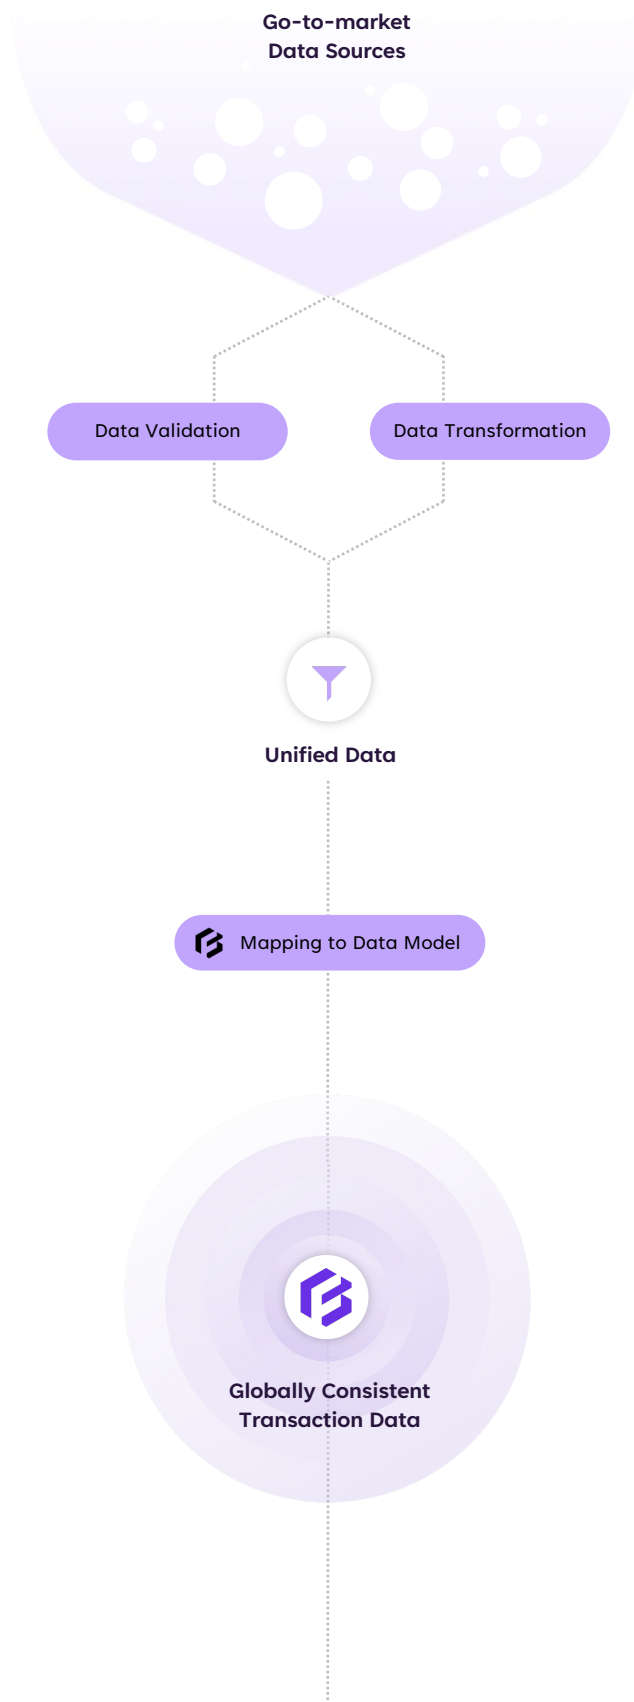 Go-to-market
Data Sources
Data Validation
Data Transformation
Unified Data
Mapping to Data Model
Globally Consistent
Transaction Data